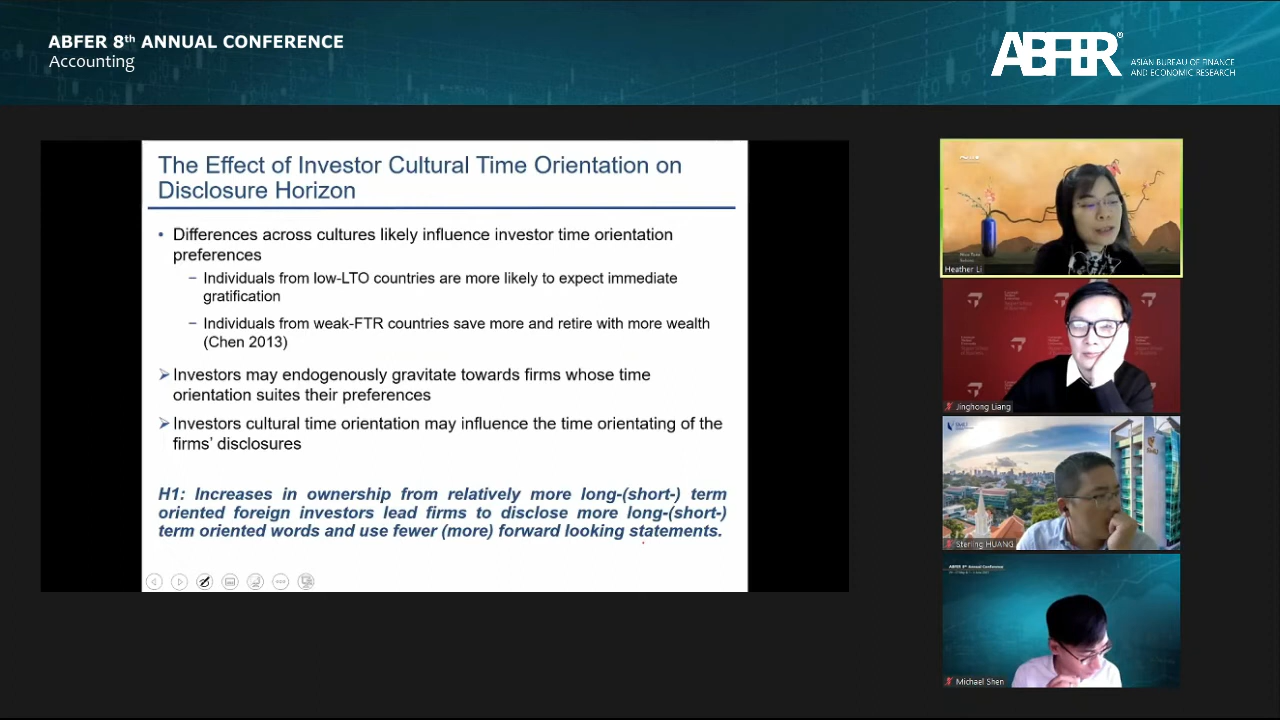 ABFER 8th ANNUAL CONFERENCE
Accounting
ABFER®
ASIAN BUREAU OF FINANCE
AND ECONOMIC RESEARCH
The Effect of Investor Cultural Time Orientation on
Disclosure Horizon
• Differences across cultures likely influence investor time orientation
preferences
− Individuals from low-LTO countries are more likely to expect immediate
gratification
− Individuals from weak-FTR countries save more and retire with more wealth
(Chen 2013)
➢ Investors may endogenously gravitate towards firms whose time
orientation suites their preferences
➢ Investors cultural time orientation may influence the time orientating of the
firms’ disclosures
H1: Increases in ownership from relatively more long-(short-) term
oriented foreign investors lead firms to disclose more long-(short-)
term oriented words and use fewer (more) forward looking statements.
Heather Li
Jinghong Liang
SMU
SMU
Sterling HUANG
ABFER 8th Annual Conference
Michael Shen